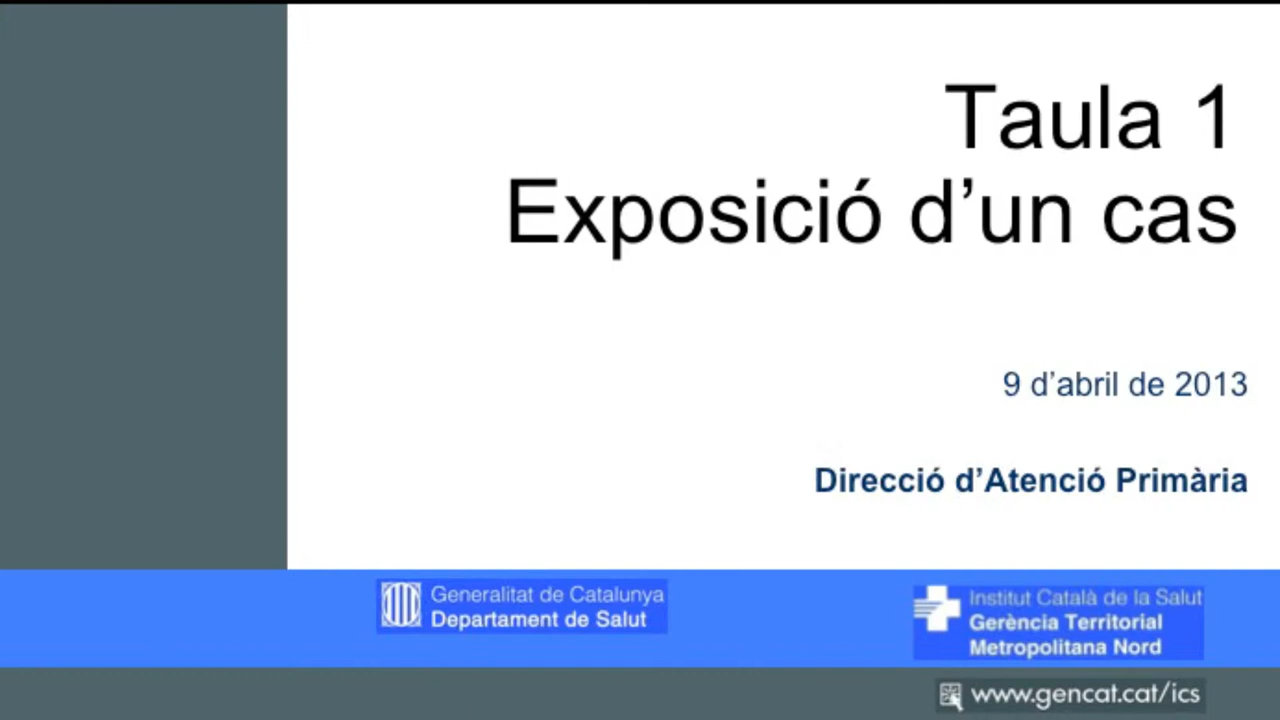 Taula 1
Exposició d’un cas
9 d’abril de 2013
Direcció d’Atenció Primària
Generalitat de Catalunya
Departament de Salut
Institut Català de la Salut
Gerència Territorial
Metropolitana Nord
www.gencat.cat/ics